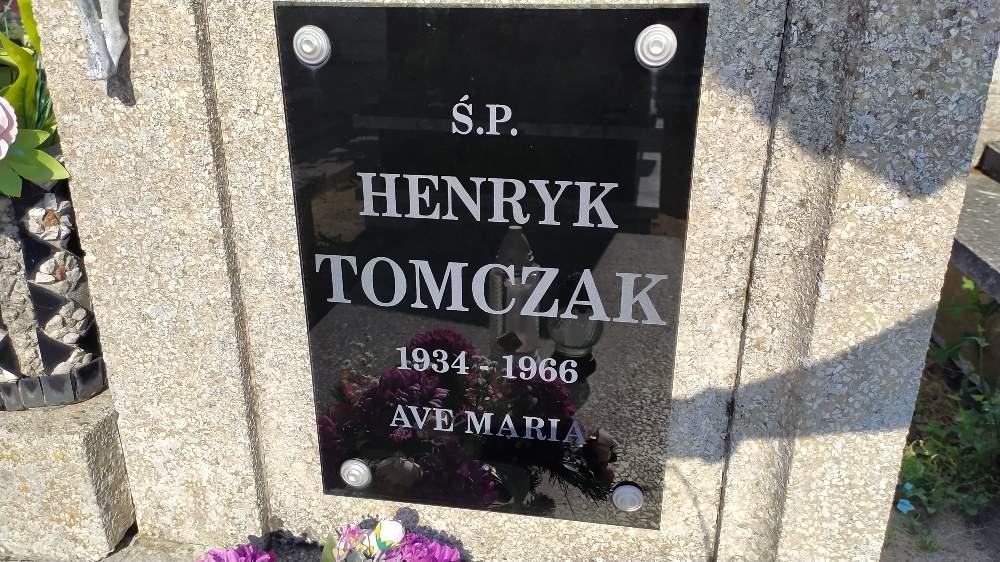 Ś.P.
HENRYK
TOMCZAK
1934 - 1966
AVE MARIA